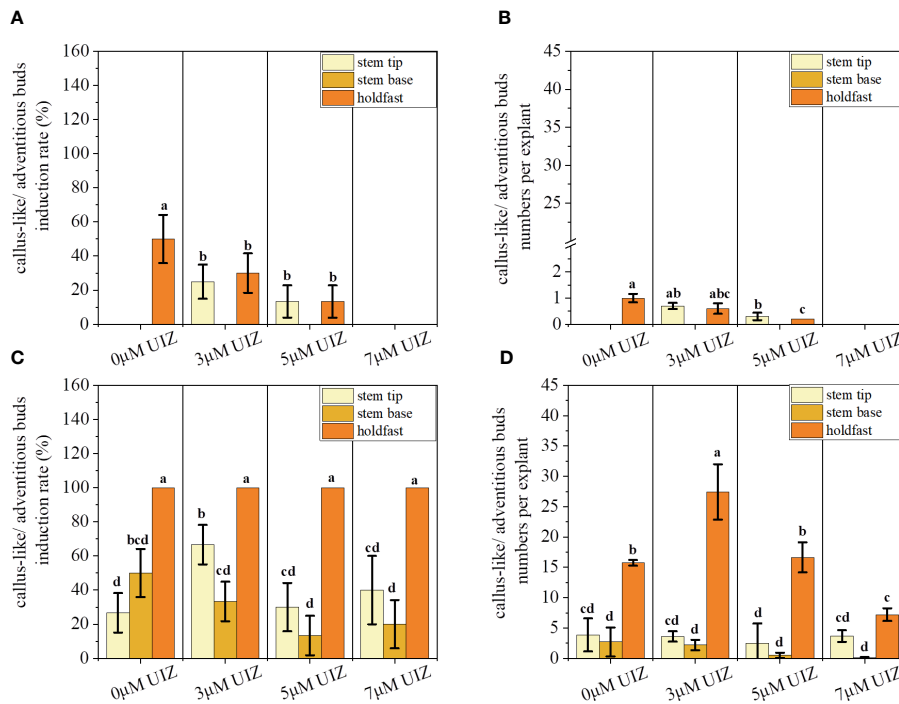 A
callus-like/ adventitious buds
induction rate (%)
160
140
120
100
80
60
40
20
0
stem tip
stem base
holdfast
a
b
b
b
b
0μM UIZ
3μM UIZ
5μM UIZ
7μM UIZ
B
callus-like/ adventitious buds
numbers per explant
45
40
35
30
25
2
1
0
stem tip
stem base
holdfast
a
ab
abc
b
c
0μM UIZ
3μM UIZ
5μM UIZ
7μM UIZ
C
callus-like/ adventitious buds
induction rate (%)
160
140
120
100
80
60
40
20
0
stem tip
stem base
holdfast
d
bcd
a
b
cd
a
d
d
a
cd
d
a
0μM UIZ
3μM UIZ
5μM UIZ
7μM UIZ
D
callus-like/ adventitious buds
numbers per explant
45
40
35
30
25
20
15
10
5
0
stem tip
stem base
holdfast
cd
d
b
cd
d
a
d
d
b
cd
d
c
0μM UIZ
3μM UIZ
5μM UIZ
7μM UIZ